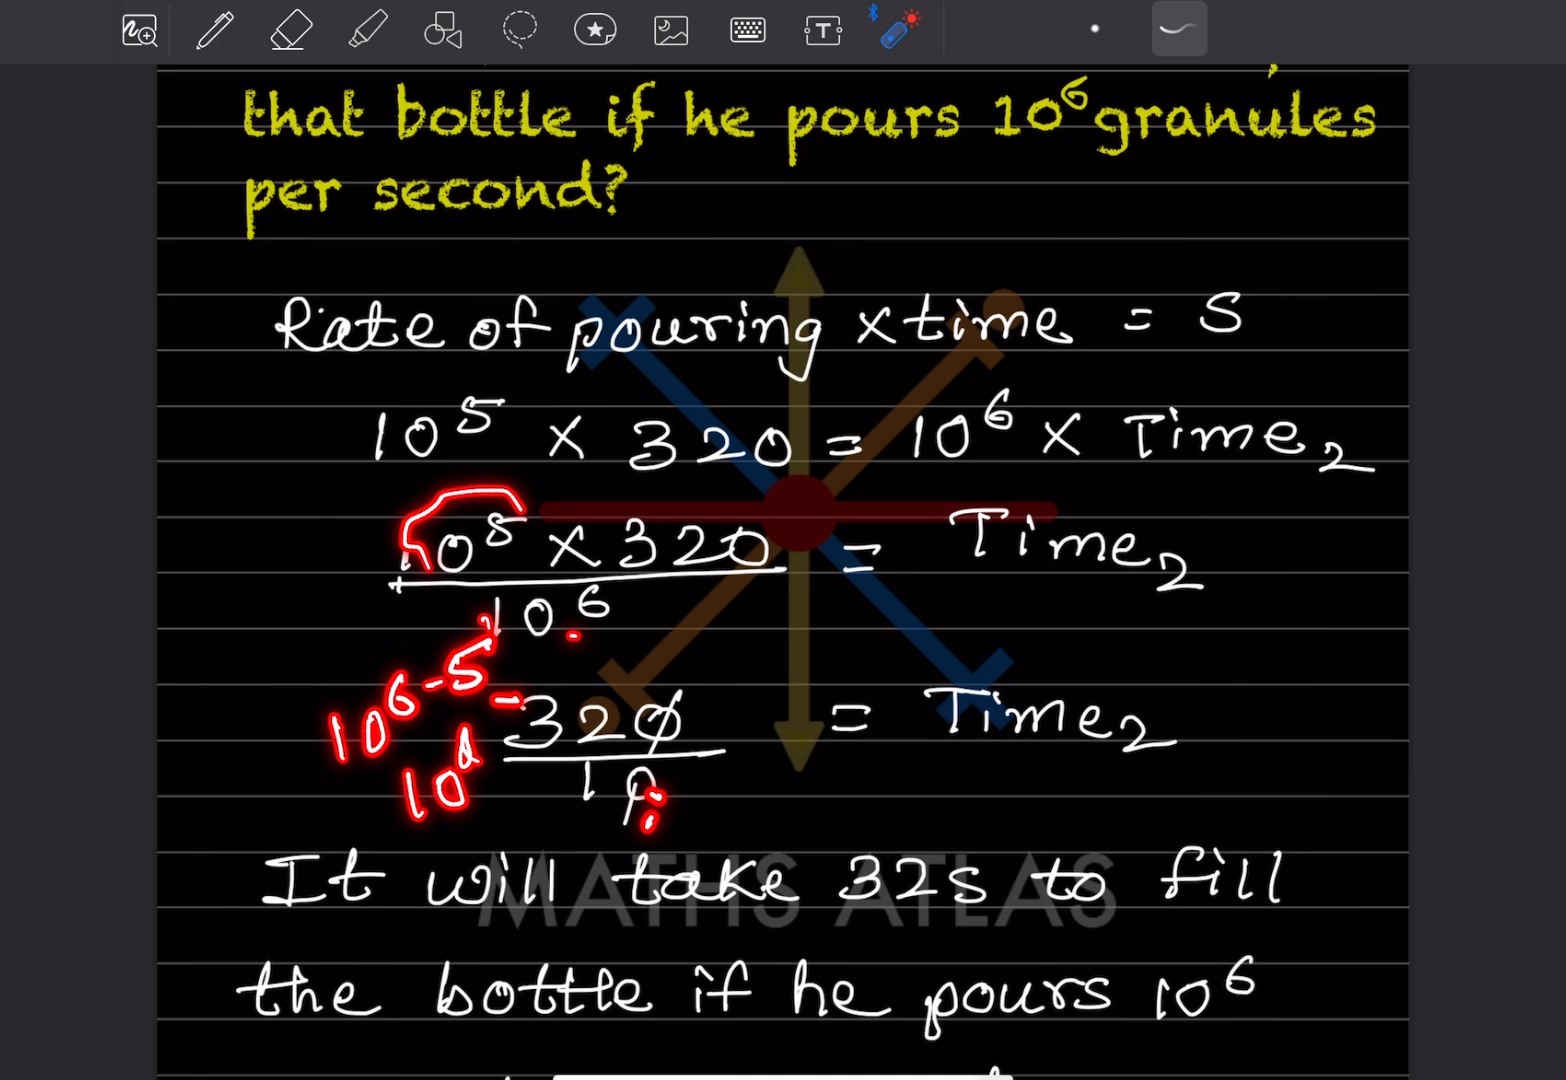 that bottle if he pours 10⁶ granules
per second?
Rate of pouring x time = S
10⁵ x 320 = 10⁶ x Time₂
10⁵ x 320 = Time₂
10⁶
10⁶⁻⁵
320 = Time₂
10
10¹
It will take 32s to fill
MATHS ATLAS
the bottle if he pours 10⁶